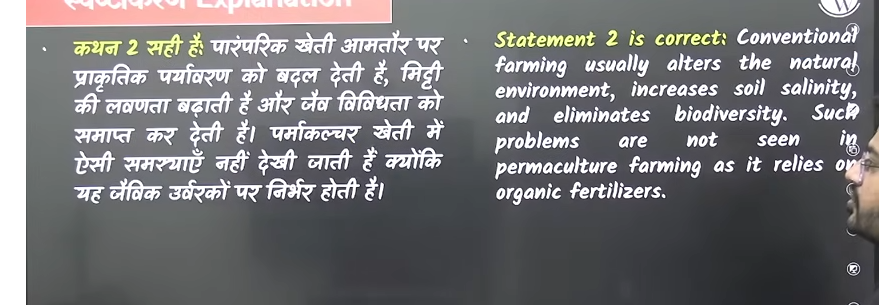 स्पष्टीकरण Explanation
कथन 2 सही है: पारंपरिक खेती आमतौर पर
प्राकृतिक पर्यावरण को बदल देती है, मिट्टी
की लवणता बढ़ाती है और जैव विविधता को
समाप्त कर देती है। पर्माकल्चर खेती में
ऐसी समस्याएँ नहीं देखी जाती हैं क्योंकि
यह जैविक उर्वरकों पर निर्भर होती है।
Statement 2 is correct: Conventional
farming usually alters the natural
environment, increases soil salinity,
and eliminates biodiversity. Such
problems are not seen in
permaculture farming as it relies on
organic fertilizers.